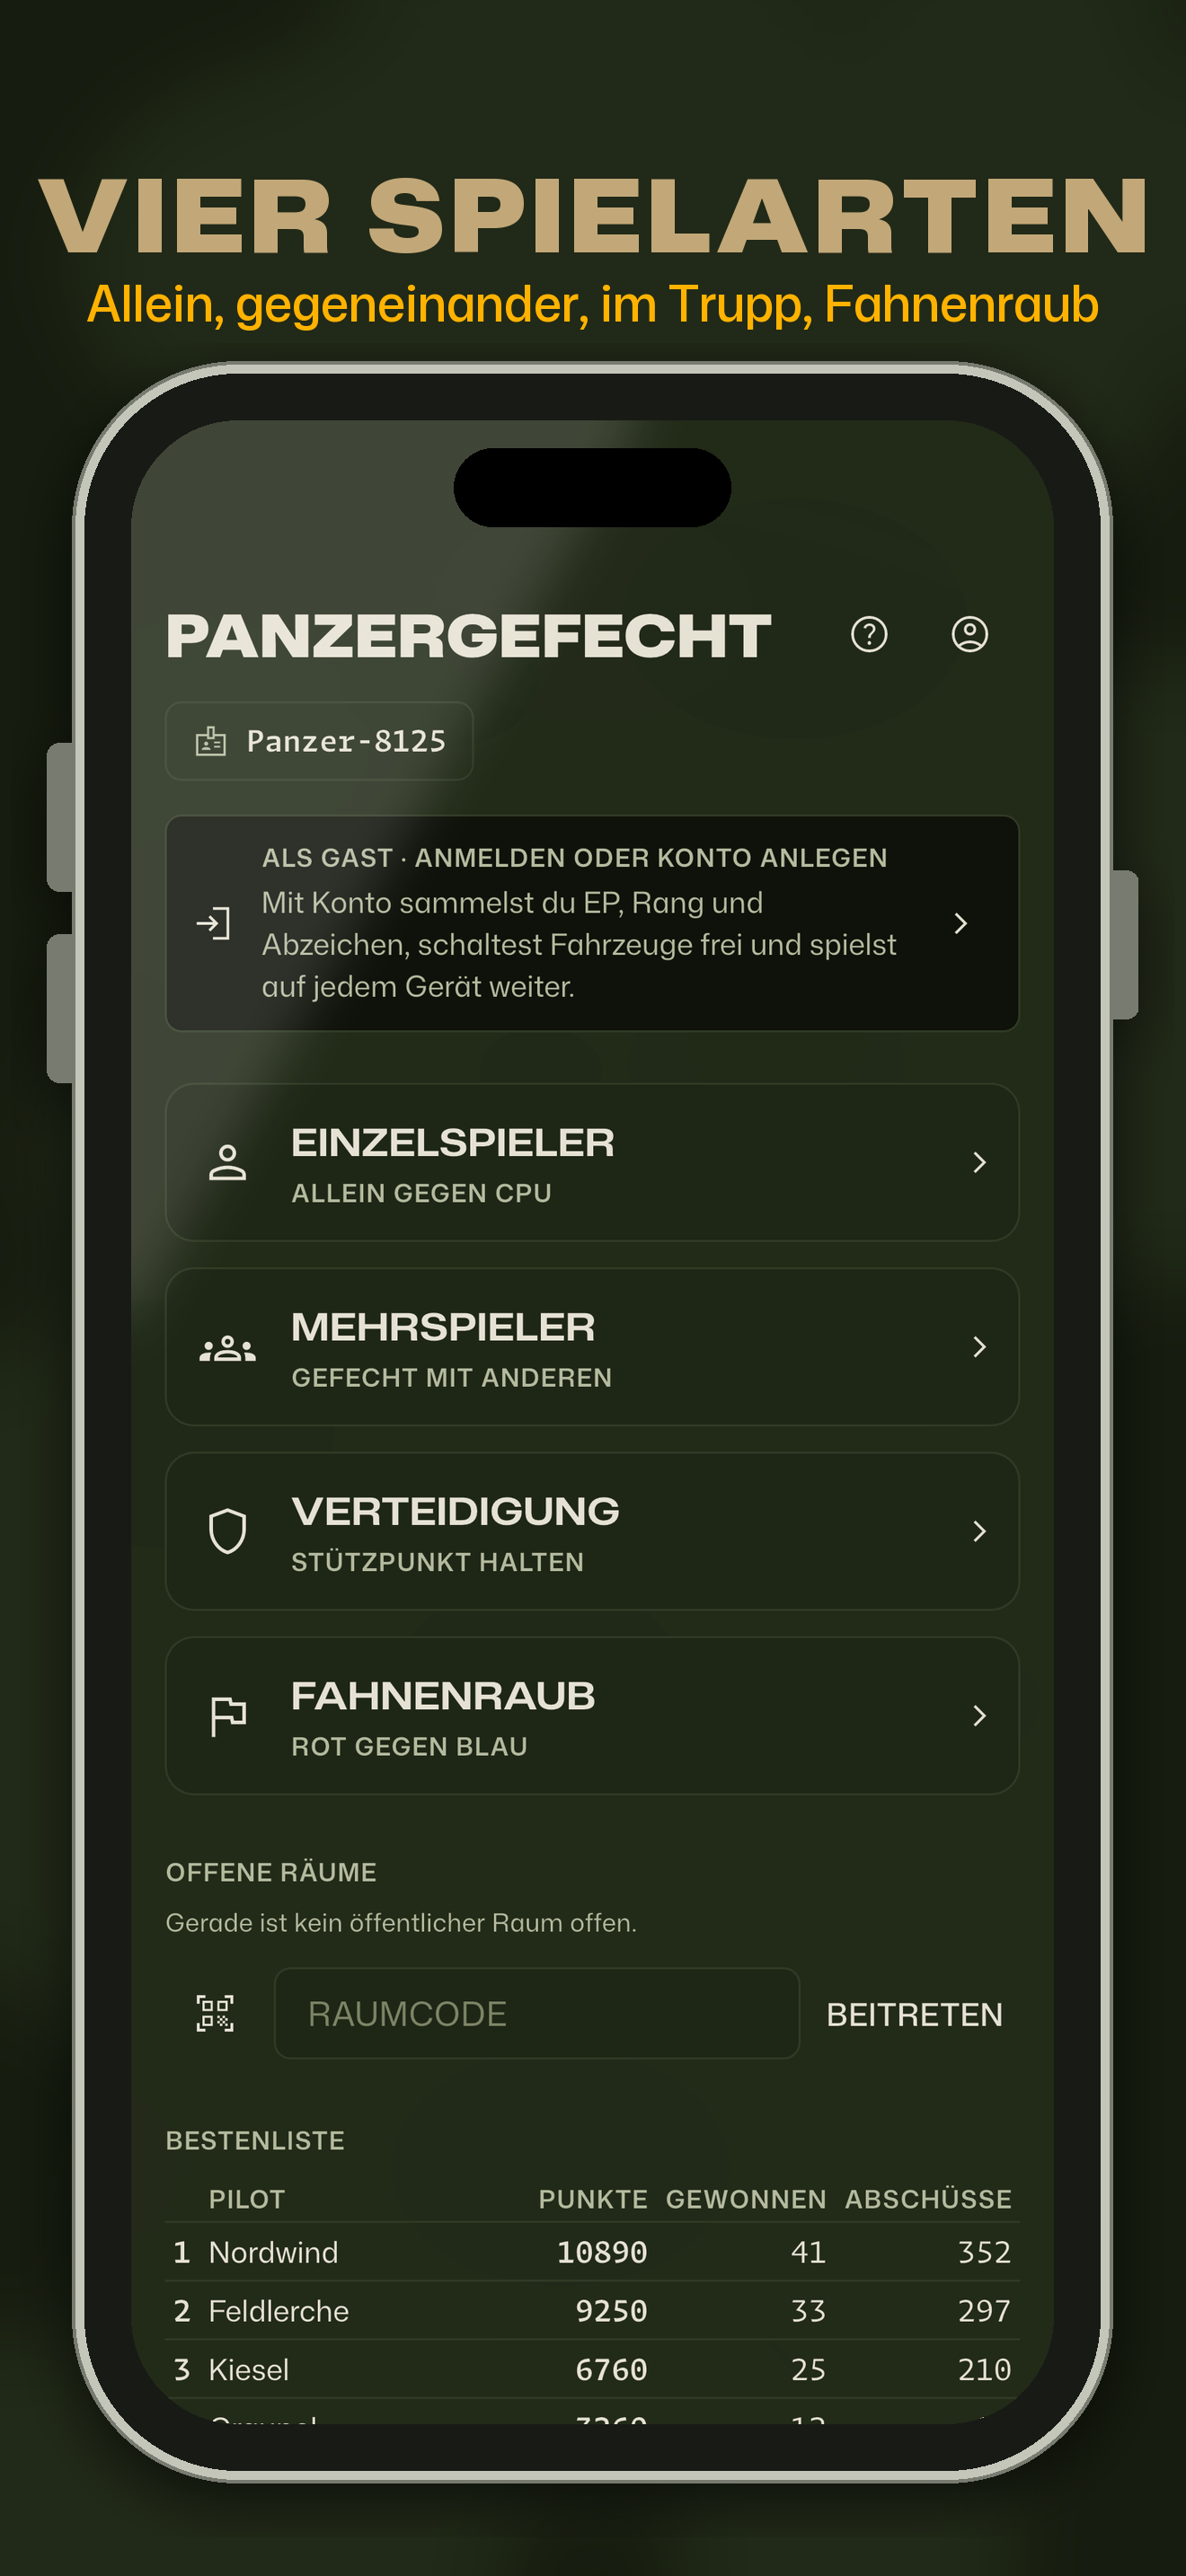 VIER SPIELARTEN
Allein, gegeneinander, im Trupp, Fahnenraub
PANZERGEFECHT
Panzer-8125
ALS GAST · ANMELDEN ODER KONTO ANLEGEN
Mit Konto sammelst du EP, Rang und
Abzeichen, schaltest Fahrzeuge frei und spielst
auf jedem Gerät weiter.
EINZELSPIELER
ALLEIN GEGEN CPU
MEHRSPIELER
GEFECHT MIT ANDEREN
VERTEIDIGUNG
STÜTZPUNKT HALTEN
FAHNENRAUB
ROT GEGEN BLAU
OFFENE RÄUME
Gerade ist kein öffentlicher Raum offen.
RAUMCODE BEITRETEN
BESTENLISTE
PILOT PUNKTE GEWONNEN ABSCHÜSSE
1 Nordwind 10890 41 352
2 Feldlerche 9250 33 297
3 Kiesel 6760 25 210